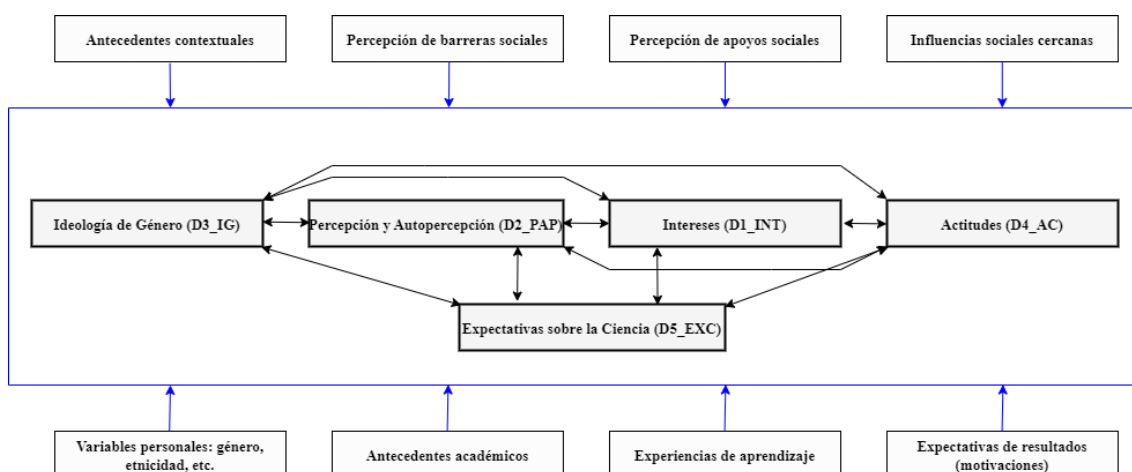 Antecedentes contextuales
Percepción de barreras sociales
Percepción de apoyos sociales
Influencias sociales cercanas
Ideología de Género (D3_IG)
Percepción y Autopercepción (D2_PAP)
Intereses (D1_INT)
Actitudes (D4_AC)
Expectativas sobre la Ciencia (D5_EXC)
Variables personales: género,
etnicidad, etc.
Antecedentes académicos
Experiencias de aprendizaje
Expectativas de resultados
(motivaciones)